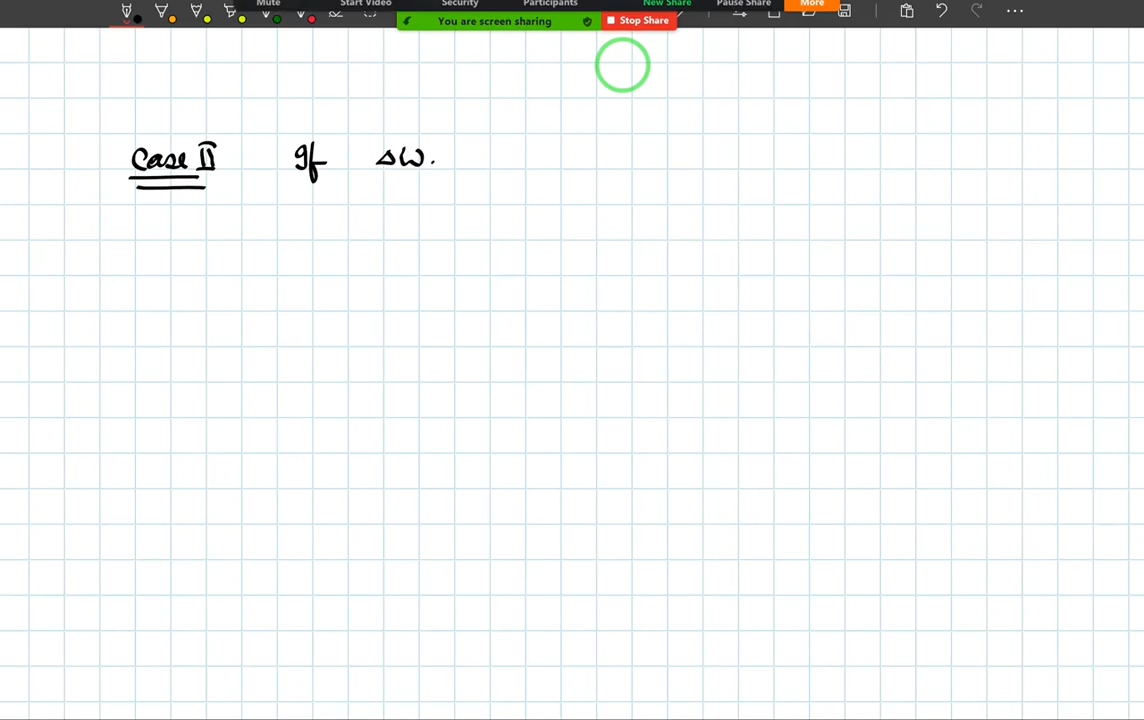 Mute Start Video Security Participants New Share Pause Share More
You are screen sharing Stop Share
Case II If ΔW.